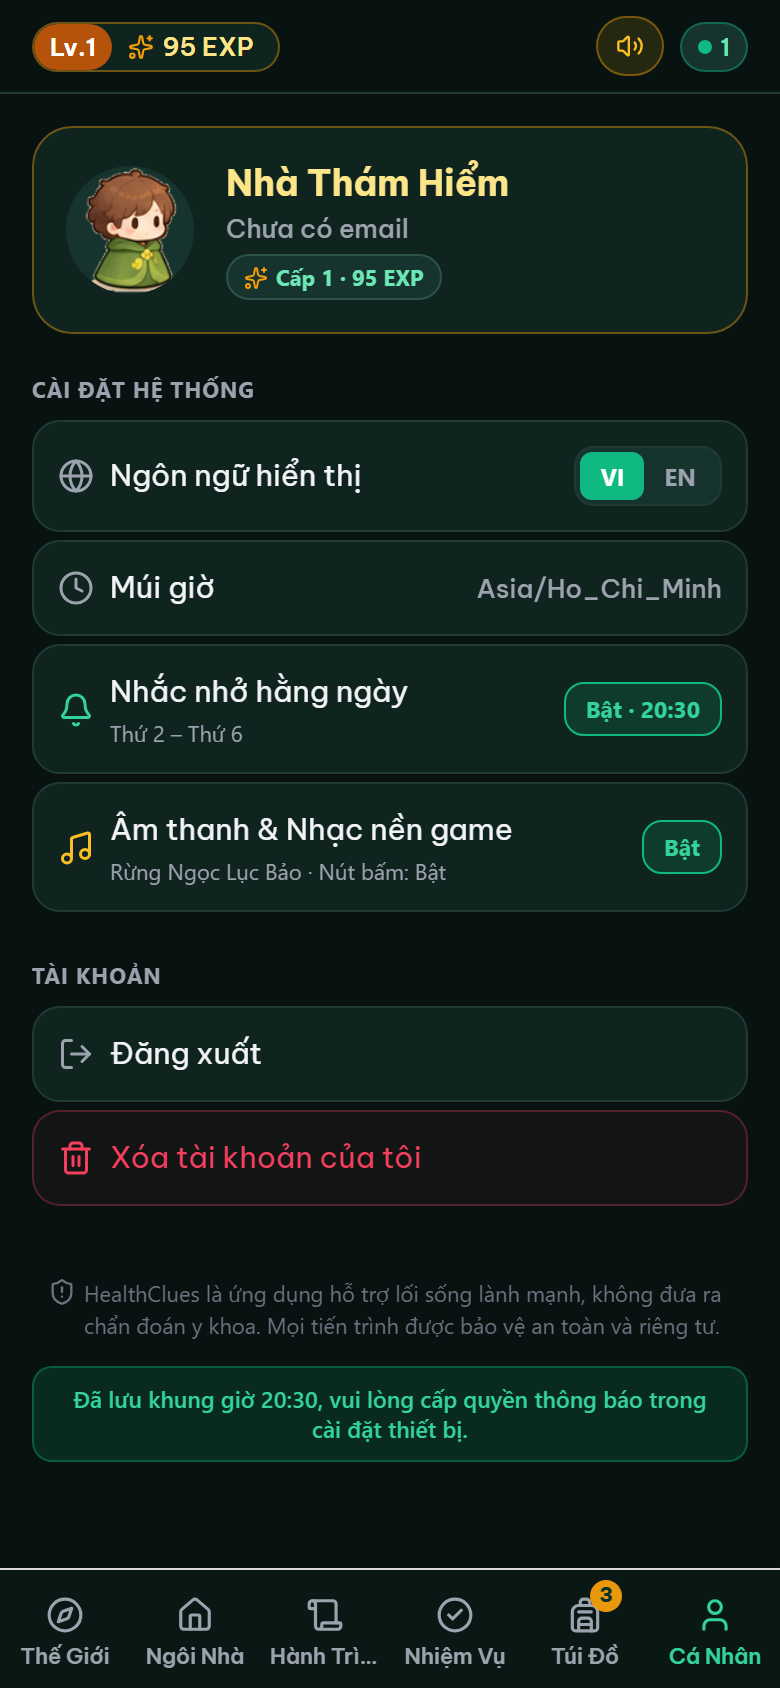 Lv.1 95 EXP
1
Nhà Thám Hiểm
Chưa có email
Cấp 1 · 95 EXP
CÀI ĐẶT HỆ THỐNG
Ngôn ngữ hiển thị
VI EN
Múi giờ
Asia/Ho_Chi_Minh
Nhắc nhở hằng ngày
Thứ 2 – Thứ 6
Bật · 20:30
Âm thanh & Nhạc nền game
Rừng Ngọc Lục Bảo · Nút bấm: Bật
Bật
TÀI KHOẢN
Đăng xuất
Xóa tài khoản của tôi
HealthClues là ứng dụng hỗ trợ lối sống lành mạnh, không đưa ra
chẩn đoán y khoa. Mọi tiến trình được bảo vệ an toàn và riêng tư.
Đã lưu khung giờ 20:30, vui lòng cấp quyền thông báo trong
cài đặt thiết bị.
3
Thế Giới Ngôi Nhà Hành Trì... Nhiệm Vụ Túi Đồ Cá Nhân